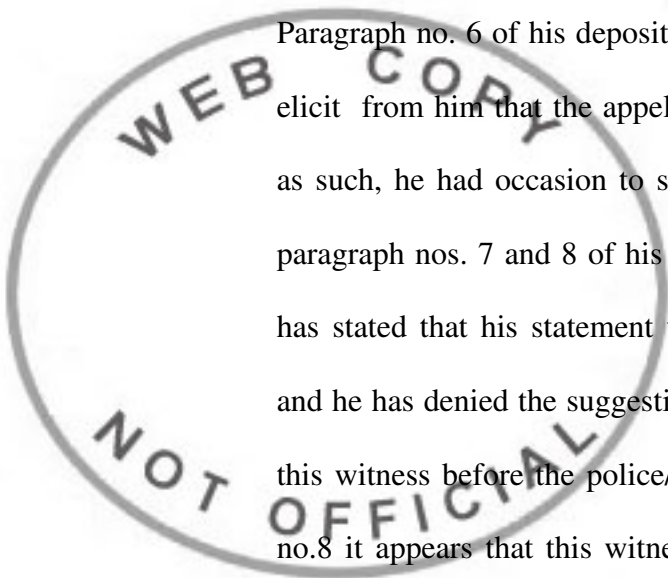 Paragraph no. 6 of his deposit
elicit from him that the appel
as such, he had occasion to s
paragraph nos. 7 and 8 of his
has stated that his statement
and he has denied the suggesti
this witness before the police/
no.8 it appears that this witne
WEB COPY
NOT OFFICIAL